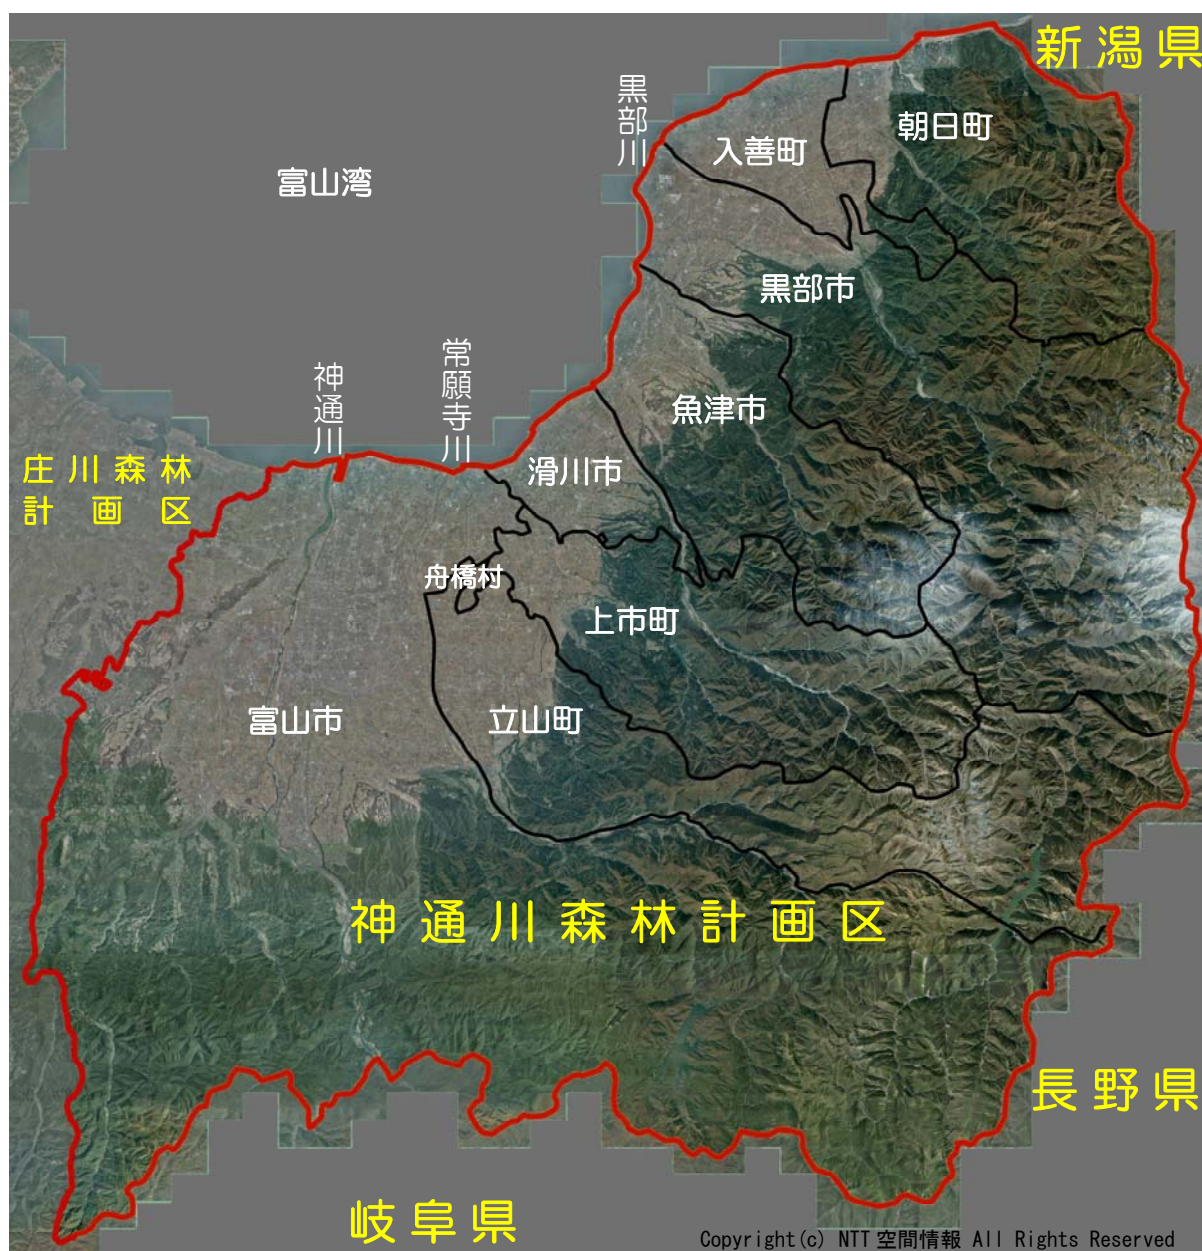 新潟県
黒部川
朝日町
入善町
富山湾
黒部市
常願寺川
神通川
魚津市
庄川森林
計画区
滑川市
舟橋村
上市町
富山市
立山町
神通川森林計画区
長野県
岐阜県
Copyright(c) NTT空間情報 All Rights Reserved